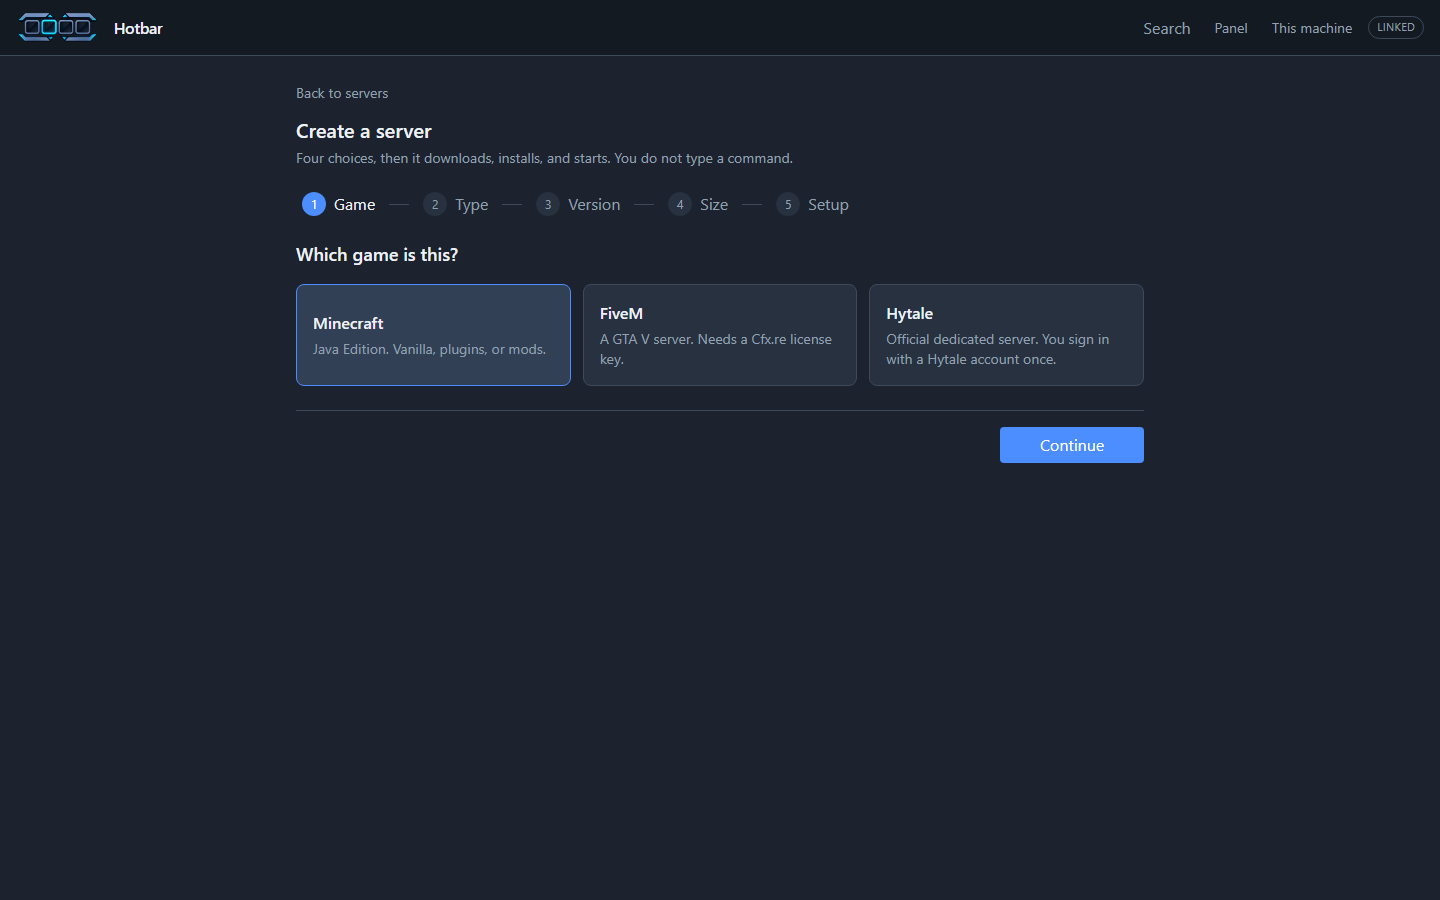 Hotbar
Search
Panel
This machine
LINKED
Back to servers
Create a server
Four choices, then it downloads, installs, and starts. You do not type a command.
1 Game
2 Type
3 Version
4 Size
5 Setup
Which game is this?
Minecraft
Java Edition. Vanilla, plugins, or mods.
FiveM
A GTA V server. Needs a Cfx.re license
key.
Hytale
Official dedicated server. You sign in
with a Hytale account once.
Continue